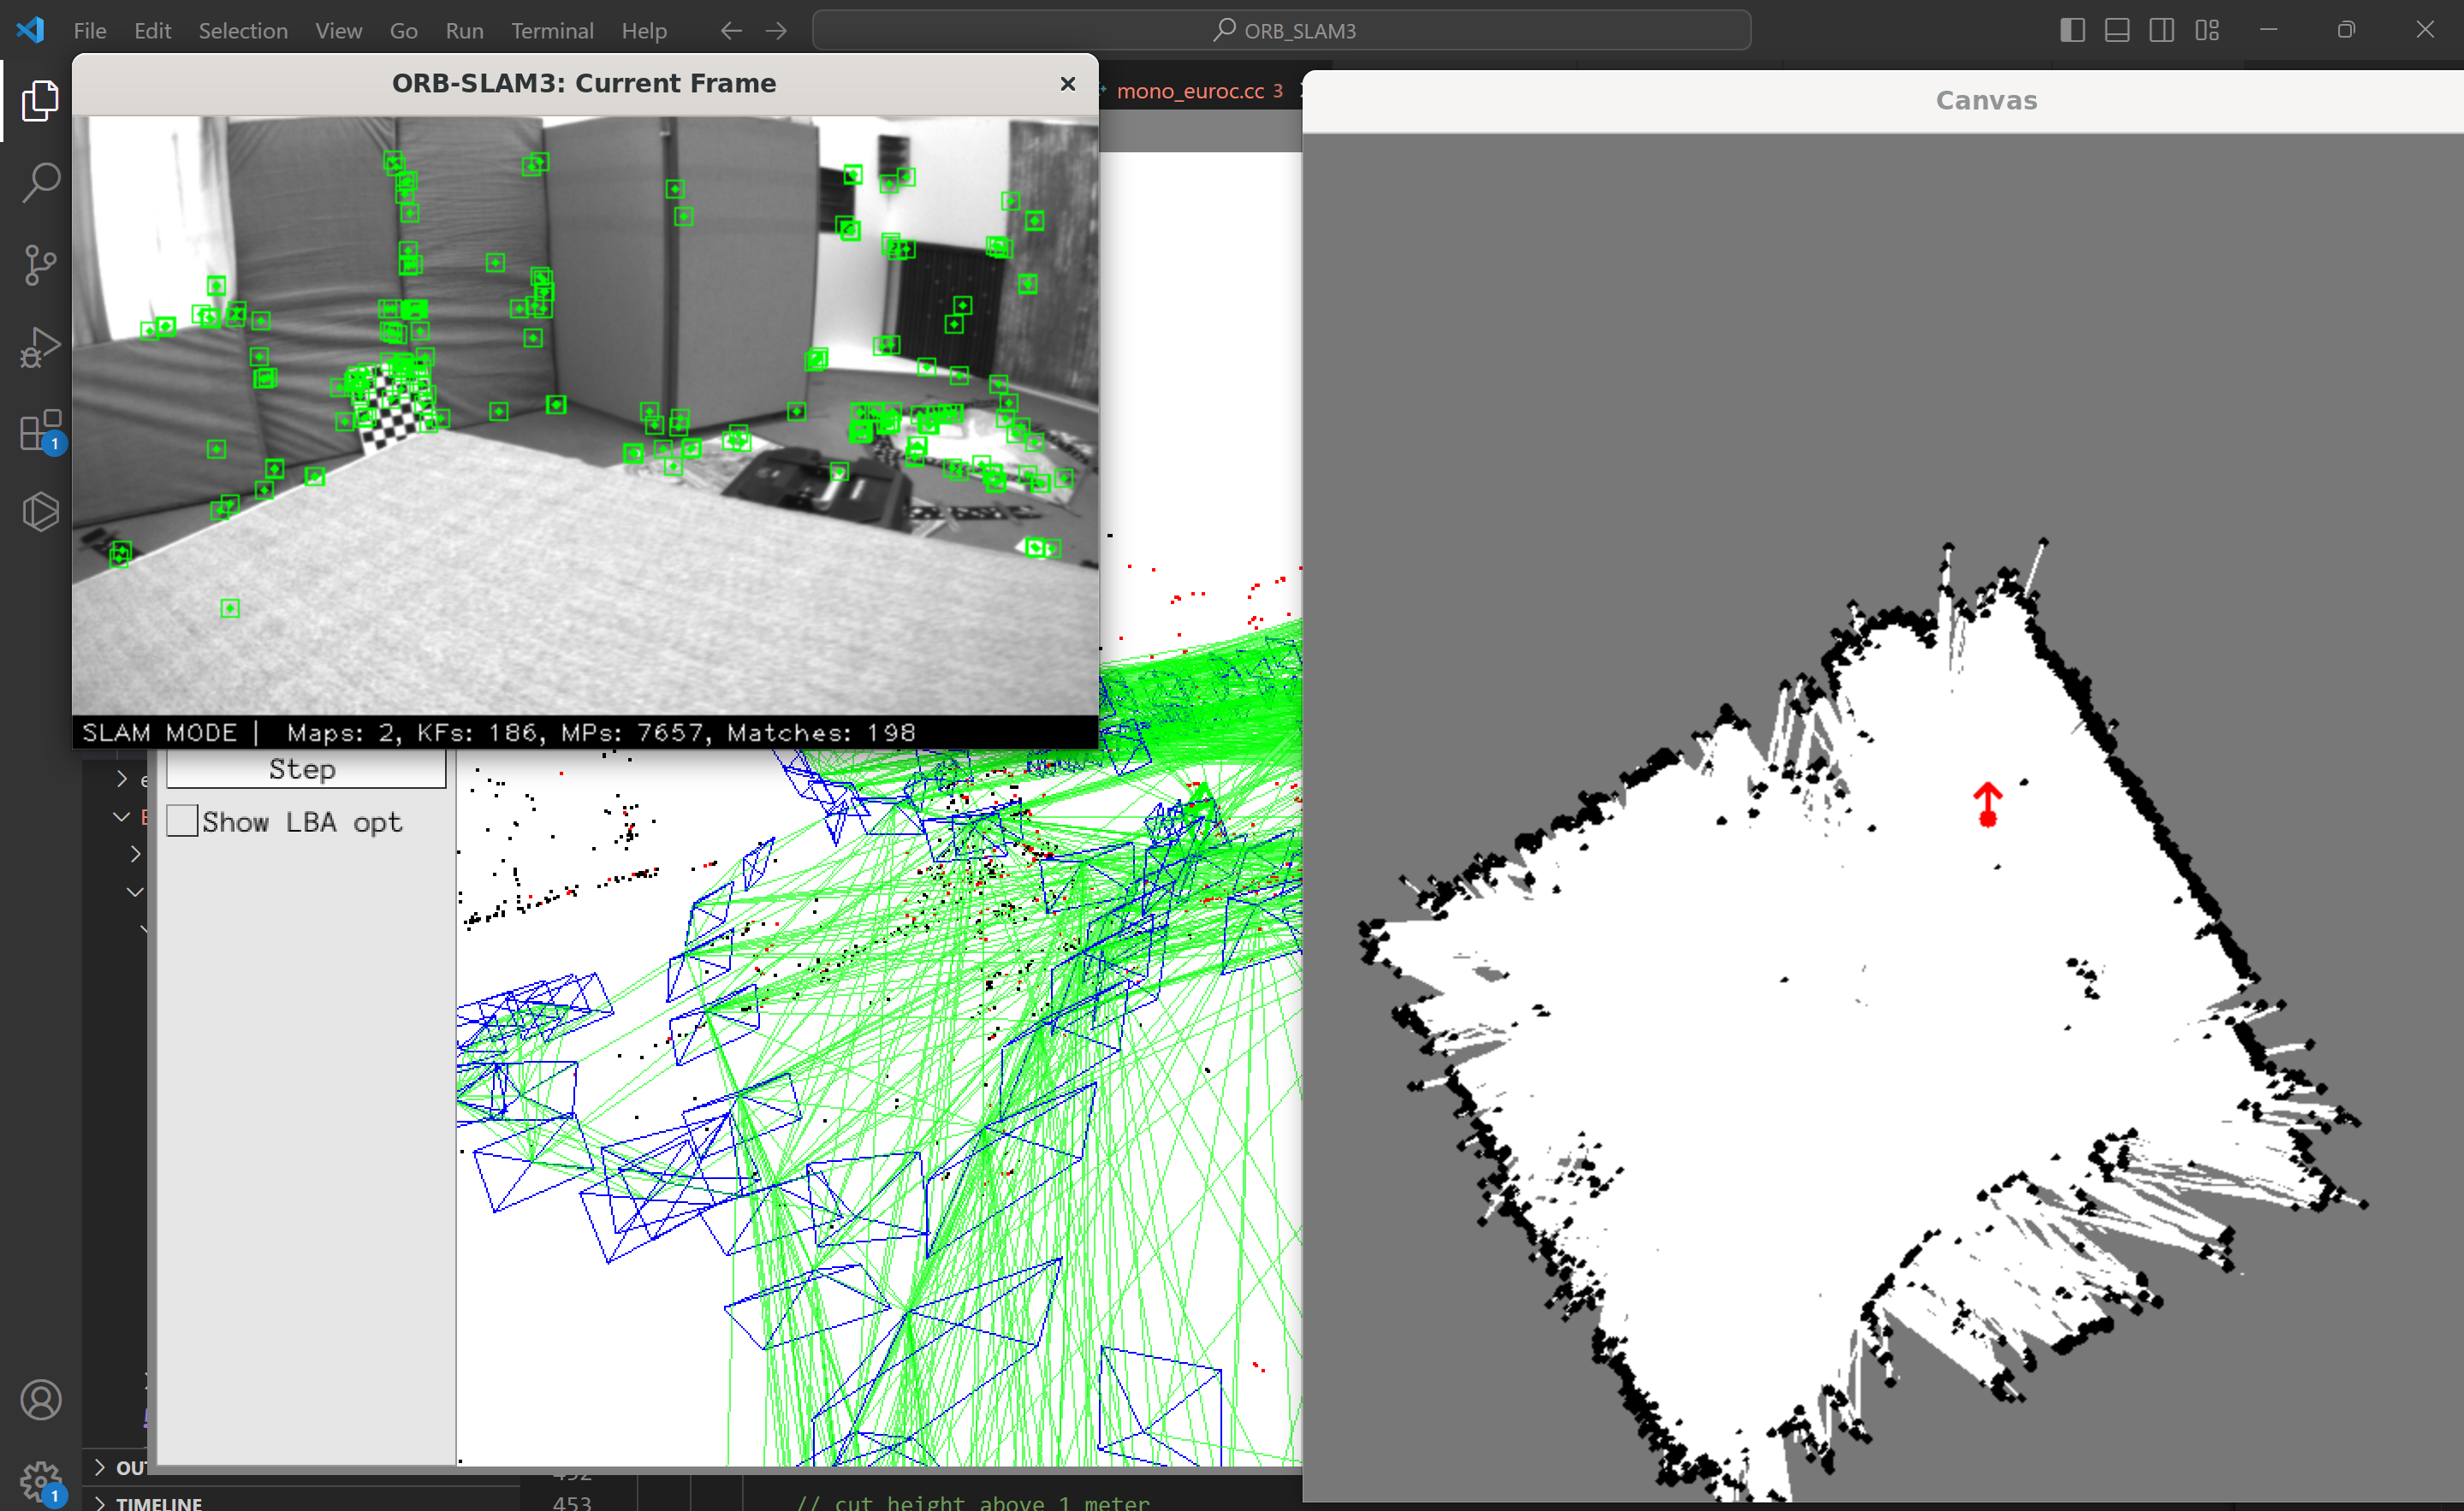 File Edit Selection View Go Run Terminal Help
ORB_SLAM3
ORB-SLAM3: Current Frame
mono_euroc.cc 3
Canvas
1
SLAM MODE | Maps: 2, KFs: 186, MPs: 7657, Matches: 198
Step
Show LBA opt
OUT
TIMELINE
1
453 // cut height above 1 meter